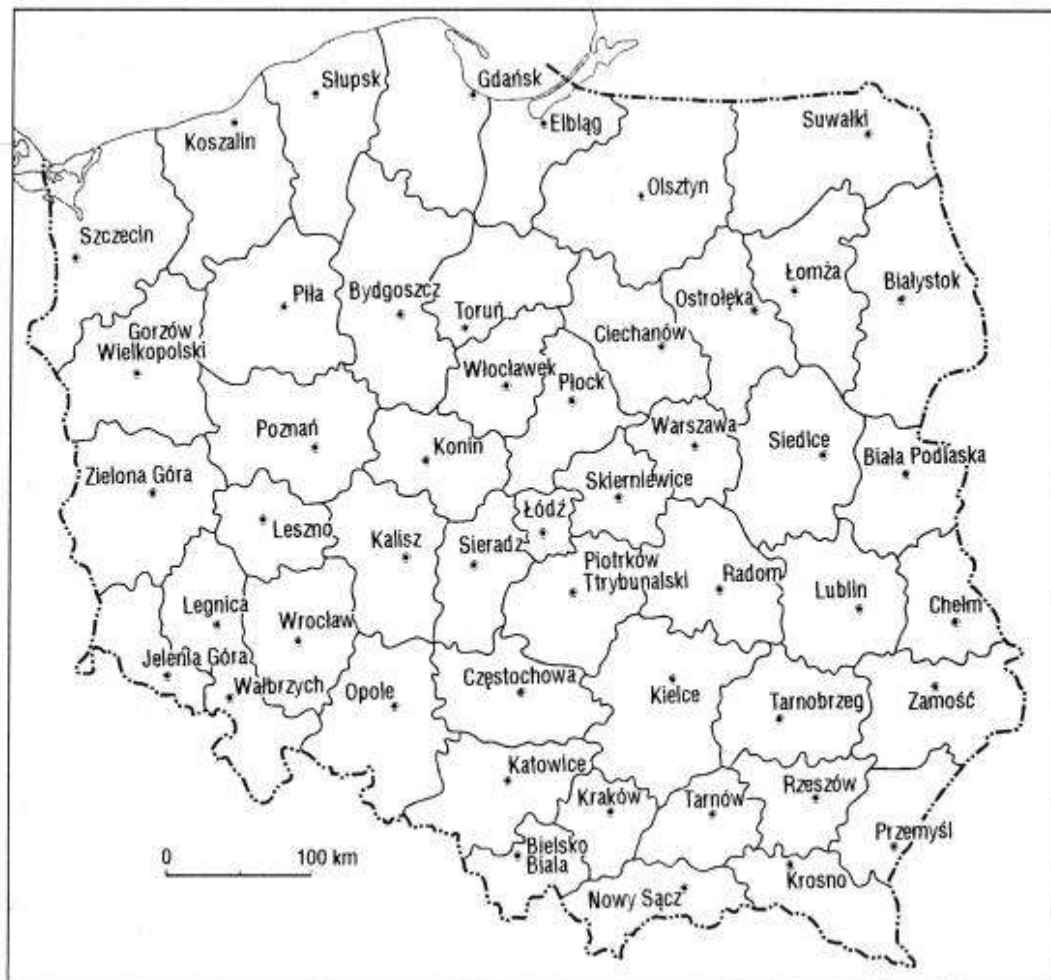 Słupsk
Gdańsk
Koszalin
Elbląg
Suwałki
Olsztyn
Szczecin
Piła
Bydgoszcz
Toruń
Ostrołęka
Łomża
Białystok
Gorzów
Wielkopolski
Ciechanów
Włocławek
Płock
Poznań
Konin
Warszawa
Siedlce
Biała Podlaska
Zielona Góra
Skierniewice
Leszno
Kalisz
Sieradz
Łódź
Piotrków
Ttrybunalski
Radom
Lublin
Chełm
Legnica
Wrocław
Jelenia Góra
Wałbrzych
Opole
Częstochowa
Kielce
Tarnobrzeg
Zamość
Katowice
Kraków
Tarnów
Rzeszów
Przemyśl
Bielsko
Biala
Nowy Sącz
Krosno
0 100 km